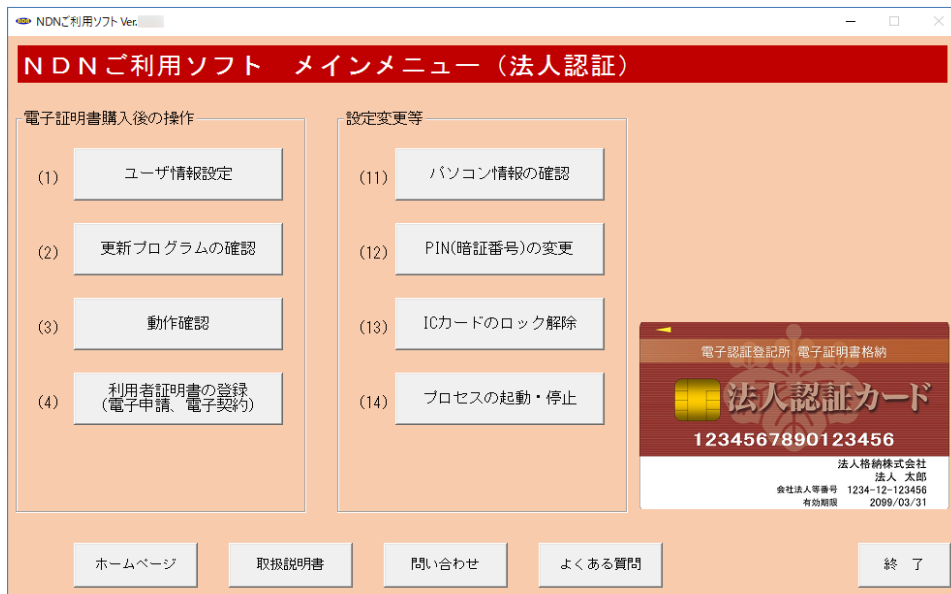 NDNご利用ソフト Ver.
NDNご利用ソフト メインメニュー（法人認証）
電子証明書購入後の操作
(1) ユーザ情報設定
(2) 更新プログラムの確認
(3) 動作確認
(4) 利用者証明書の登録
(電子申請、電子契約)
設定変更等
(11) パソコン情報の確認
(12) PIN(暗証番号)の変更
(13) ICカードのロック解除
(14) プロセスの起動・停止
電子認証登記所 電子証明書格納
法人認証カード
1234567890123456
法人格納株式会社
法人 太郎
会社法人等番号 1234-12-123456
有効期限 2099/03/31
ホームページ
取扱説明書
問い合わせ
よくある質問
終 了